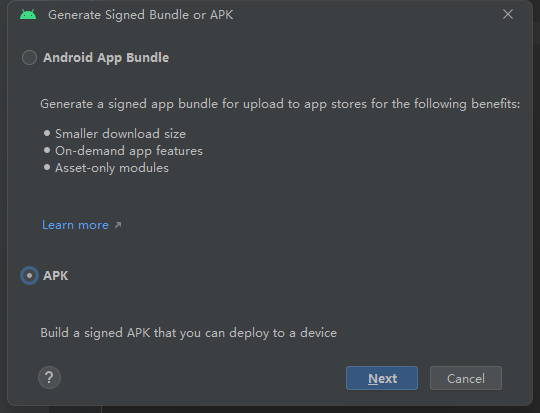 Generate Signed Bundle or APK
Android App Bundle
Generate a signed app bundle for upload to app stores for the following benefits:
• Smaller download size
• On-demand app features
• Asset-only modules
Learn more ↗
APK
Build a signed APK that you can deploy to a device
? Next Cancel